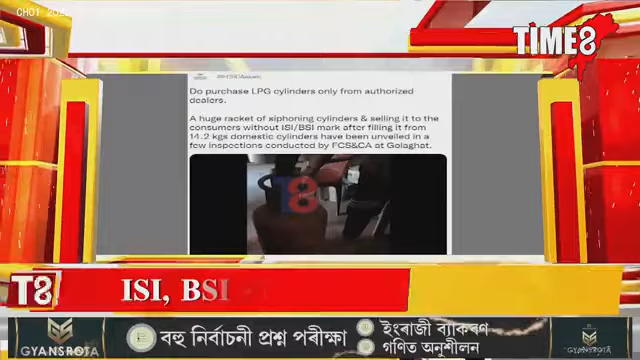 TIME8
Do purchase LPG cylinders only from authorized
dealers.
A huge racket of siphoning cylinders & selling it to the
consumers without ISI/BSI mark after filling it from
14.2 kgs domestic cylinders have been unveiled in
a few inspections conducted by FCS&CA at Golaghat.
T8
T8
ISI, BSI
GYANSROTA
বহু নিৰ্বাচনী প্ৰশ্ন পৰীক্ষা
ইংৰাজী ব্যাকৰণ
গণিত অনুশীলন
GYANSROTA